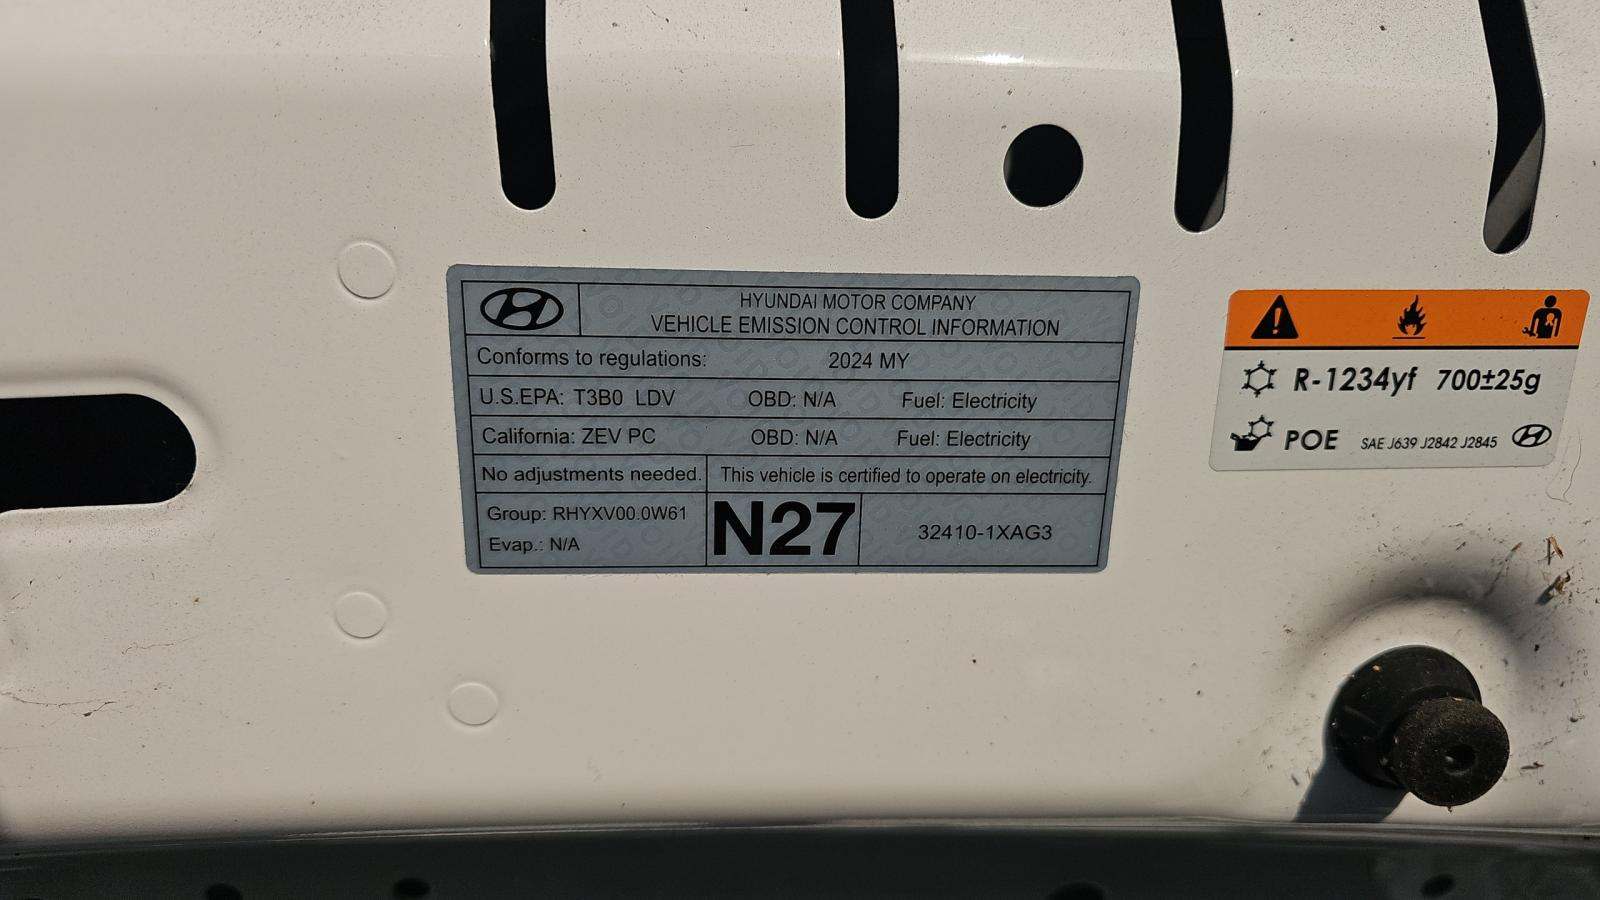 HYUNDAI MOTOR COMPANY
VEHICLE EMISSION CONTROL INFORMATION
Conforms to regulations: 2024 MY
U.S.EPA: T3B0 LDV OBD: N/A Fuel: Electricity
California: ZEV PC OBD: N/A Fuel: Electricity
No adjustments needed. This vehicle is certified to operate on electricity.
Group: RHYXV00.0W61
Evap.: N/A
N27
32410-1XAG3
R-1234yf 700±25g
POE SAE J639 J2842 J2845